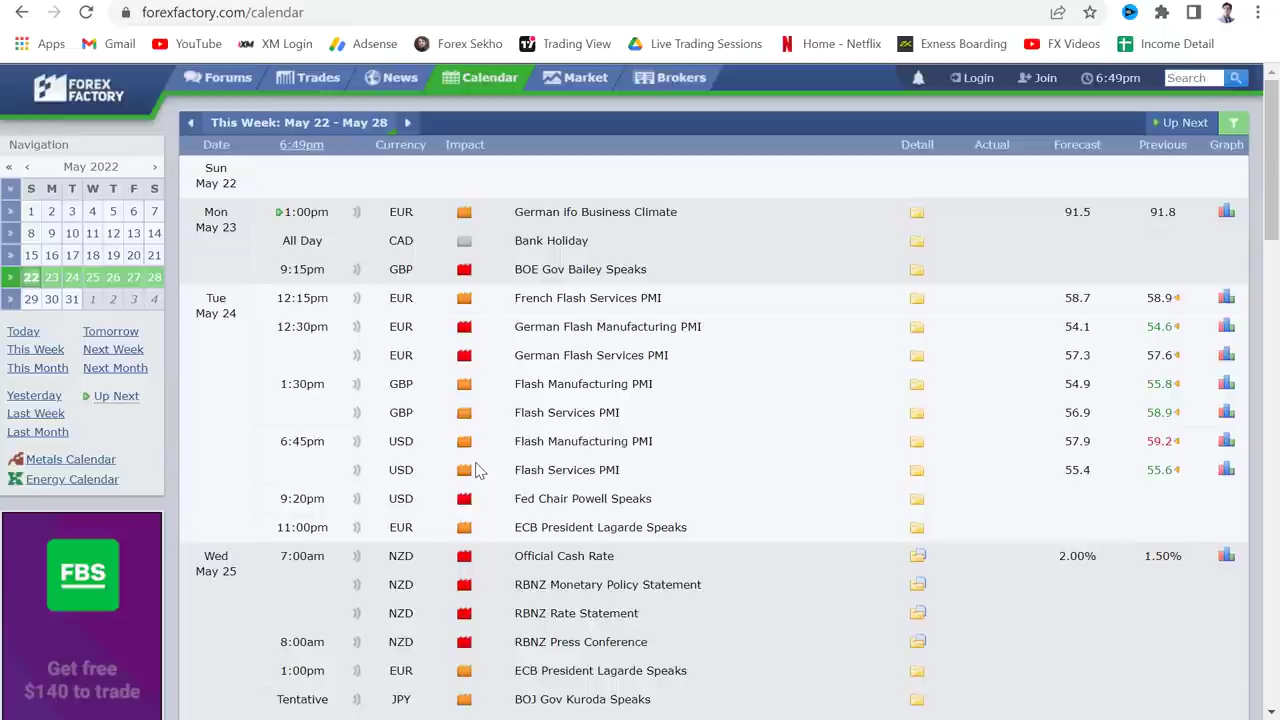 forexfactory.com/calendar
Apps Gmail YouTube XM Login Adsense Forex Sekho Trading View Live Trading Sessions Home - Netflix Exness Boarding FX Videos Income Detail
FOREX
FACTORY
Forums Trades News Calendar Market Brokers Login Join 6:49pm Search
Navigation
« ‹ May 2022 ›
S M T W T F S
» 1 2 3 4 5 6 7
» 8 9 10 11 12 13 14
» 15 16 17 18 19 20 21
» 22 23 24 25 26 27 28
» 29 30 31 1 2 3 4
Today Tomorrow
This Week Next Week
This Month Next Month
Yesterday Up Next
Last Week
Last Month
Metals Calendar
Energy Calendar
FBS
Get free
$140 to trade
This Week: May 22 - May 28 Up Next
Date 6:49pm Currency Impact Detail Actual Forecast Previous Graph
Sun
May 22
Mon 1:00pm EUR German ifo Business Climate 91.5 91.8
May 23
All Day CAD Bank Holiday
9:15pm GBP BOE Gov Bailey Speaks
Tue 12:15pm EUR French Flash Services PMI 58.7 58.9
May 24
12:30pm EUR German Flash Manufacturing PMI 54.1 54.6
EUR German Flash Services PMI 57.3 57.6
1:30pm GBP Flash Manufacturing PMI 54.9 55.8
GBP Flash Services PMI 56.9 58.9
6:45pm USD Flash Manufacturing PMI 57.9 59.2
USD Flash Services PMI 55.4 55.6
9:20pm USD Fed Chair Powell Speaks
11:00pm EUR ECB President Lagarde Speaks
Wed 7:00am NZD Official Cash Rate 2.00% 1.50%
May 25
NZD RBNZ Monetary Policy Statement
NZD RBNZ Rate Statement
8:00am NZD RBNZ Press Conference
1:00pm EUR ECB President Lagarde Speaks
Tentative JPY BOJ Gov Kuroda Speaks